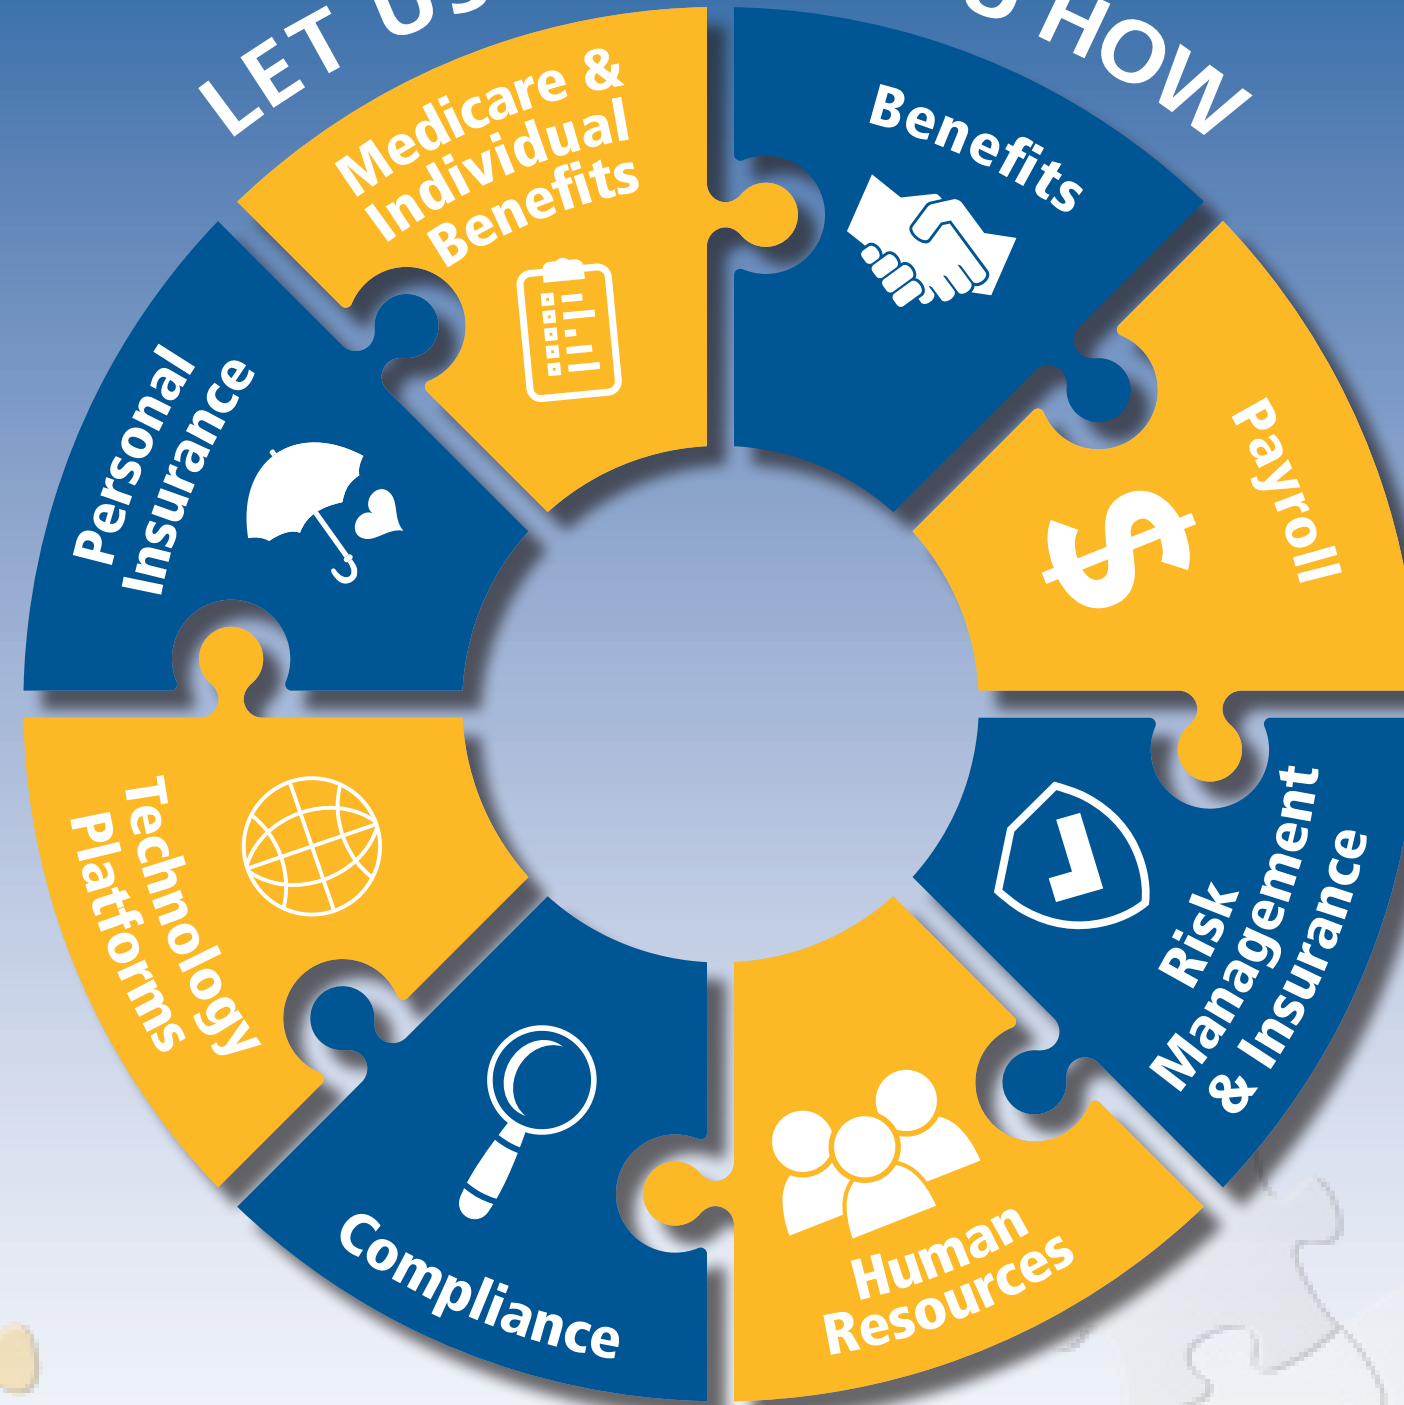 LET US
HOW
Medicare &
Individual
Benefits
Benefits
Payroll
Risk
Management
& Insurance
Human
Resources
Compliance
Technology
Platforms
Personal
Insurance